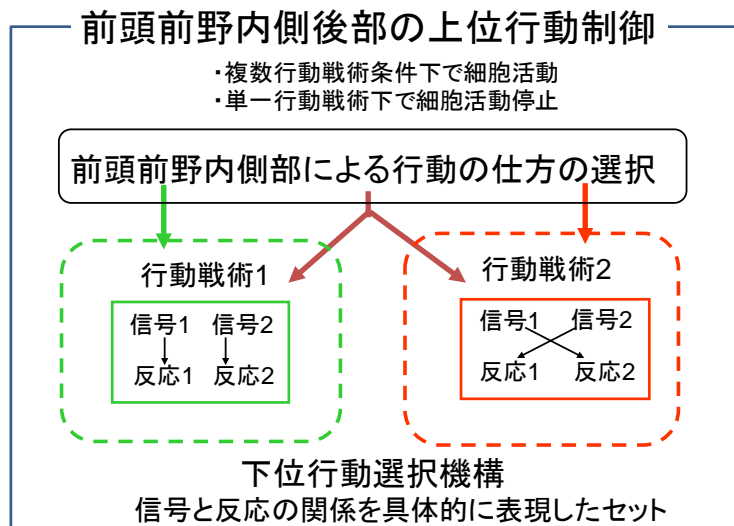 前頭前野内側後部の上位行動制御
・複数行動戦術条件下で細胞活動
・単一行動戦術下で細胞活動停止
前頭前野内側部による行動の仕方の選択
行動戦術1
行動戦術2
信号1 信号2
反応1 反応2
信号1 信号2
反応1 反応2
下位行動選択機構
信号と反応の関係を具体的に表現したセット